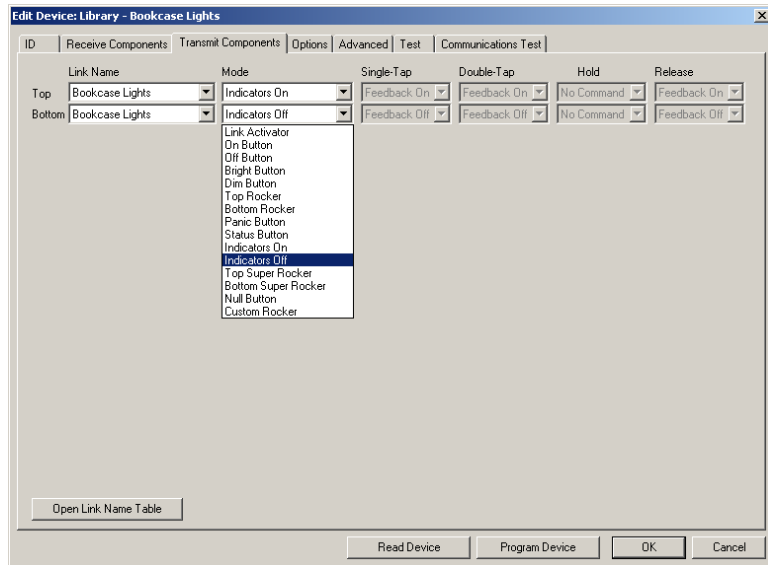 Edit Device: Library - Bookcase Lights
ID Receive Components Transmit Components Options Advanced Test Communications Test
Link Name Mode Single-Tap Double-Tap Hold Release
Top Bookcase Lights Indicators On Feedback On Feedback On No Command Feedback On
Bottom Bookcase Lights Indicators Off Feedback Off Feedback Off No Command Feedback Off
Link Activator
On Button
Off Button
Bright Button
Dim Button
Top Rocker
Bottom Rocker
Panic Button
Status Button
Indicators On
Indicators Off
Top Super Rocker
Bottom Super Rocker
Null Button
Custom Rocker
Open Link Name Table
Read Device Program Device OK Cancel